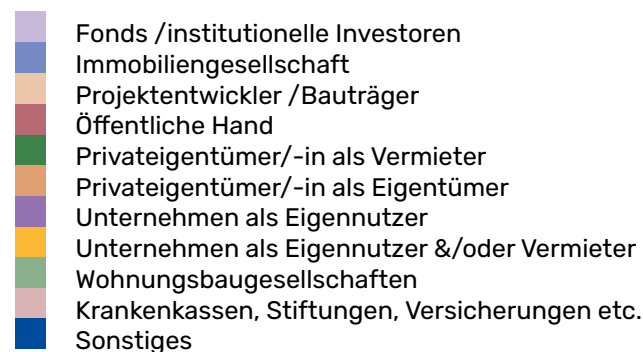 Fonds /institutionelle Investoren
Immobiliengesellschaft
Projektentwickler /Bauträger
Öffentliche Hand
Privateigentümer/-in als Vermieter
Privateigentümer/-in als Eigentümer
Unternehmen als Eigennutzer
Unternehmen als Eigennutzer &/oder Vermieter
Wohnungsbaugesellschaften
Krankenkassen, Stiftungen, Versicherungen etc.
Sonstiges